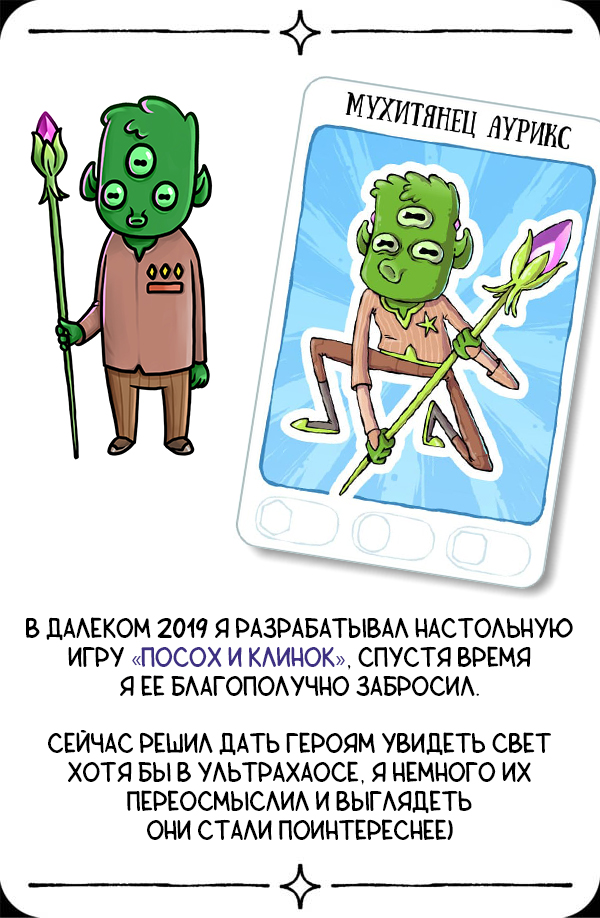 МУХИТЯНЕЦ АУРИКС
В ДАЛЕКОМ 2019 Я РАЗРАБАТЫВАЛ НАСТОЛЬНУЮ
ИГРУ «ПОСОХ И КЛИНОК», СПУСТЯ ВРЕМЯ
Я ЕЕ БЛАГОПОЛУЧНО ЗАБРОСИЛ.
СЕЙЧАС РЕШИЛ ДАТЬ ГЕРОЯМ УВИДЕТЬ СВЕТ
ХОТЯ БЫ В УЛЬТРАХАОСЕ, Я НЕМНОГО ИХ
ПЕРЕОСМЫСЛИЛ И ВЫГЛЯДЕТЬ
ОНИ СТАЛИ ПОИНТЕРЕСНЕЕ)